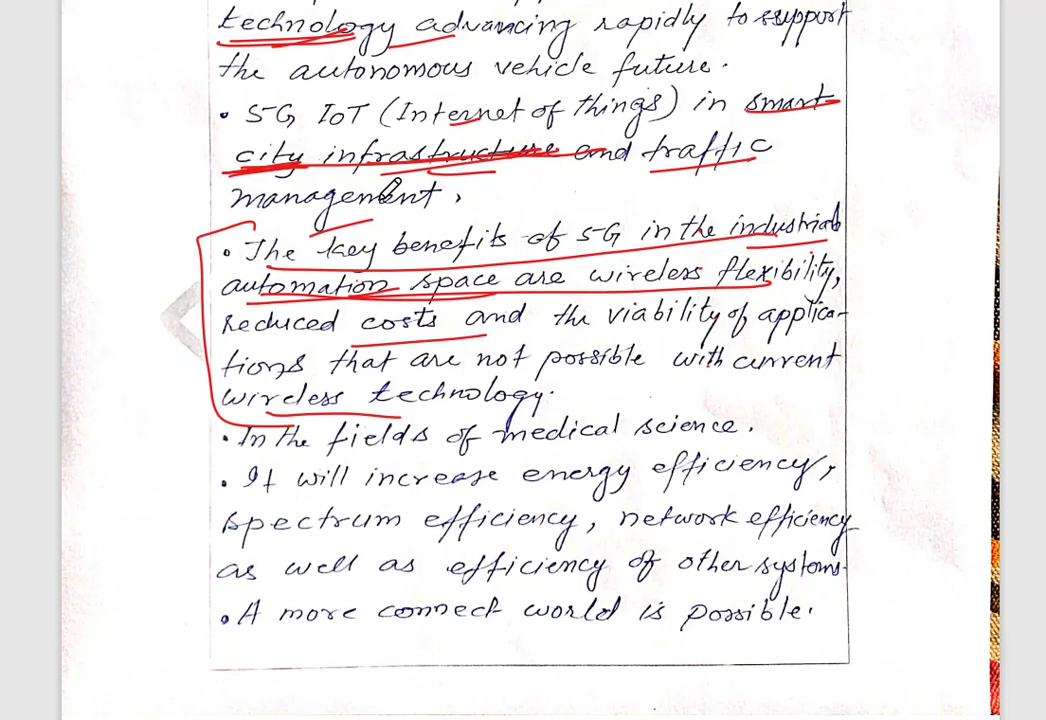 technology advancing rapidly to support
the autonomous vehicle future.
• 5G IoT (Internet of things) in smart
city infrastructure and traffic
management,
• The key benefits of 5G in the industrial
automation space are wireless flexibility,
Reduced costs and the viability of applica-
tions that are not possible with current
wireless technology.
• In the fields of medical science.
• It will increase energy efficiency,
spectrum efficiency, network efficiency
as well as efficiency of other systems.
• A more connect world is possible.